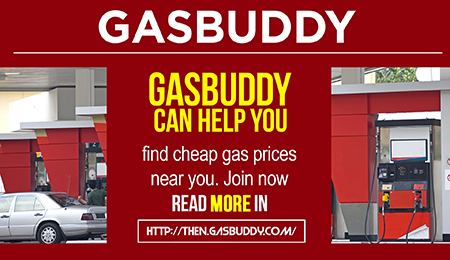 GASBUDDY
GASBUDDY
CAN HELP YOU
find cheap gas prices
near you. Join now
READ MORE IN
HTTP://THEN.GASBUDDY.COM/